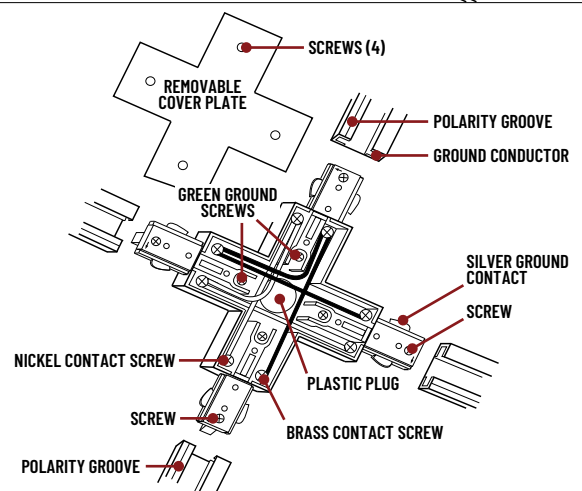 SCREWS (4)
REMOVABLE
COVER PLATE
POLARITY GROOVE
GROUND CONDUCTOR
GREEN GROUND
SCREWS
SILVER GROUND
CONTACT
SCREW
NICKEL CONTACT SCREW
PLASTIC PLUG
SCREW
BRASS CONTACT SCREW
POLARITY GROOVE